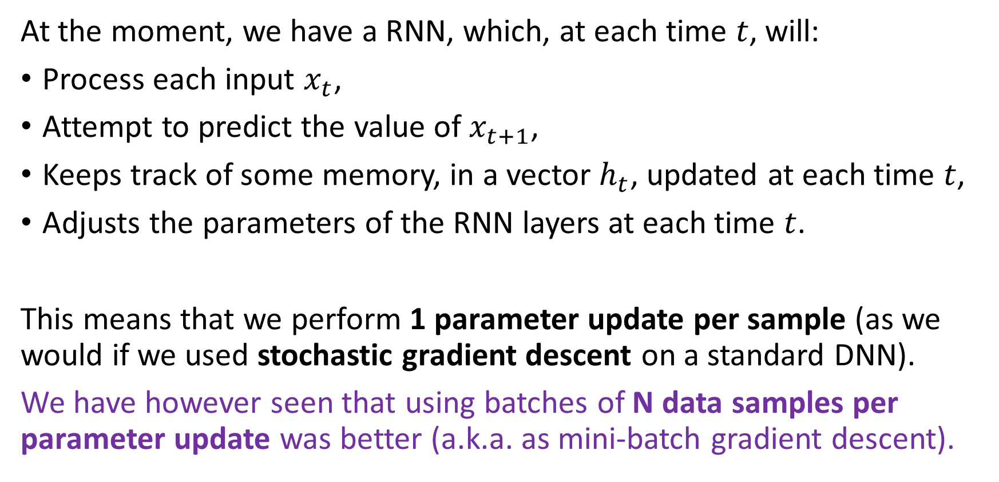 At the moment, we have a RNN, which, at each time t, will:
• Process each input xₜ,
• Attempt to predict the value of xₜ₊₁,
• Keeps track of some memory, in a vector hₜ, updated at each time t,
• Adjusts the parameters of the RNN layers at each time t.
This means that we perform 1 parameter update per sample (as we
would if we used stochastic gradient descent on a standard DNN).
We have however seen that using batches of N data samples per
parameter update was better (a.k.a. as mini-batch gradient descent).